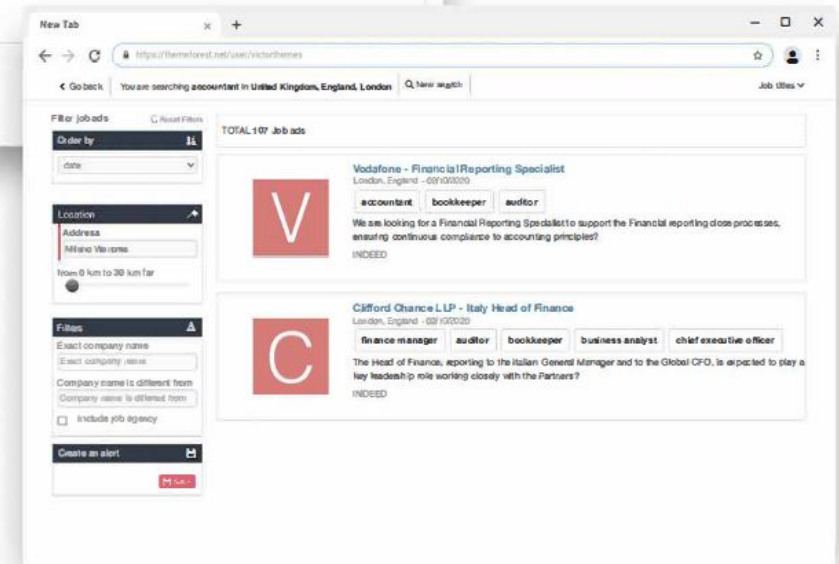 New Tab
https://themeforest.net/user/victorthemes
Go back You are searching accountant in United Kingdom, England, London New search Job titles
Filter job ads Reset Filters
Order by
date
Location
Address
Milano
from 0 km to 30 km far
Filters
Exact company name
Exact company name
Company name is different from
Company name is different from
Include job agency
Create an alert
TOTAL 107 Job ads
V
Vodafone - Financial Reporting Specialist
London, England - 02/10/2020
accountant bookkeeper auditor
We are looking for a Financial Reporting Specialist to support the Financial reporting close processes,
ensuring continuous compliance to accounting principles?
INDEED
C
Clifford Chance LLP - Italy Head of Finance
London, England - 02/10/2020
finance manager auditor bookkeeper business analyst chief executive officer
The Head of Finance, reporting to the Italian General Manager and to the Global CFO, is expected to play a
key leadership role working closely with the Partners?
INDEED